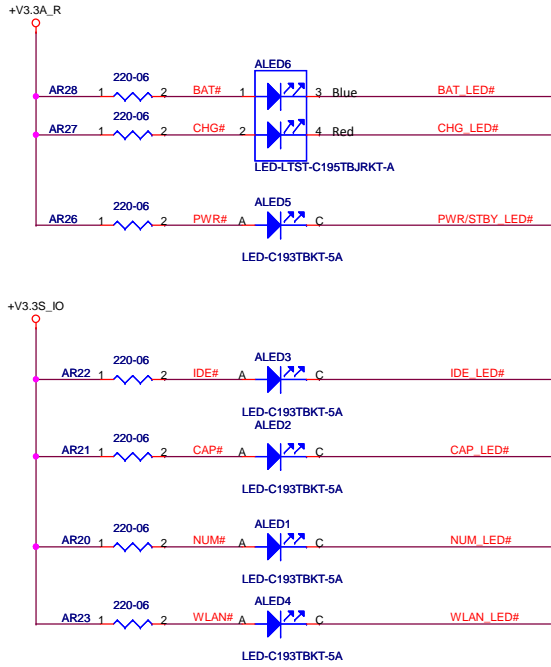 +V3.3A_R
ALED6
220-06
AR28 1 2 BAT# 1 3 Blue BAT_LED#
220-06
AR27 1 2 CHG# 2 4 Red CHG_LED#
LED-LTST-C195TBJRKT-A
220-06 ALED5
AR26 1 2 PWR# A C PWR/STBY_LED#
LED-C193TBKT-5A
+V3.3S_IO
220-06 ALED3
AR22 1 2 IDE# A C IDE_LED#
LED-C193TBKT-5A
220-06 ALED2
AR21 1 2 CAP# A C CAP_LED#
LED-C193TBKT-5A
220-06 ALED1
AR20 1 2 NUM# A C NUM_LED#
LED-C193TBKT-5A
220-06 ALED4
AR23 1 2 WLAN# A C WLAN_LED#
LED-C193TBKT-5A